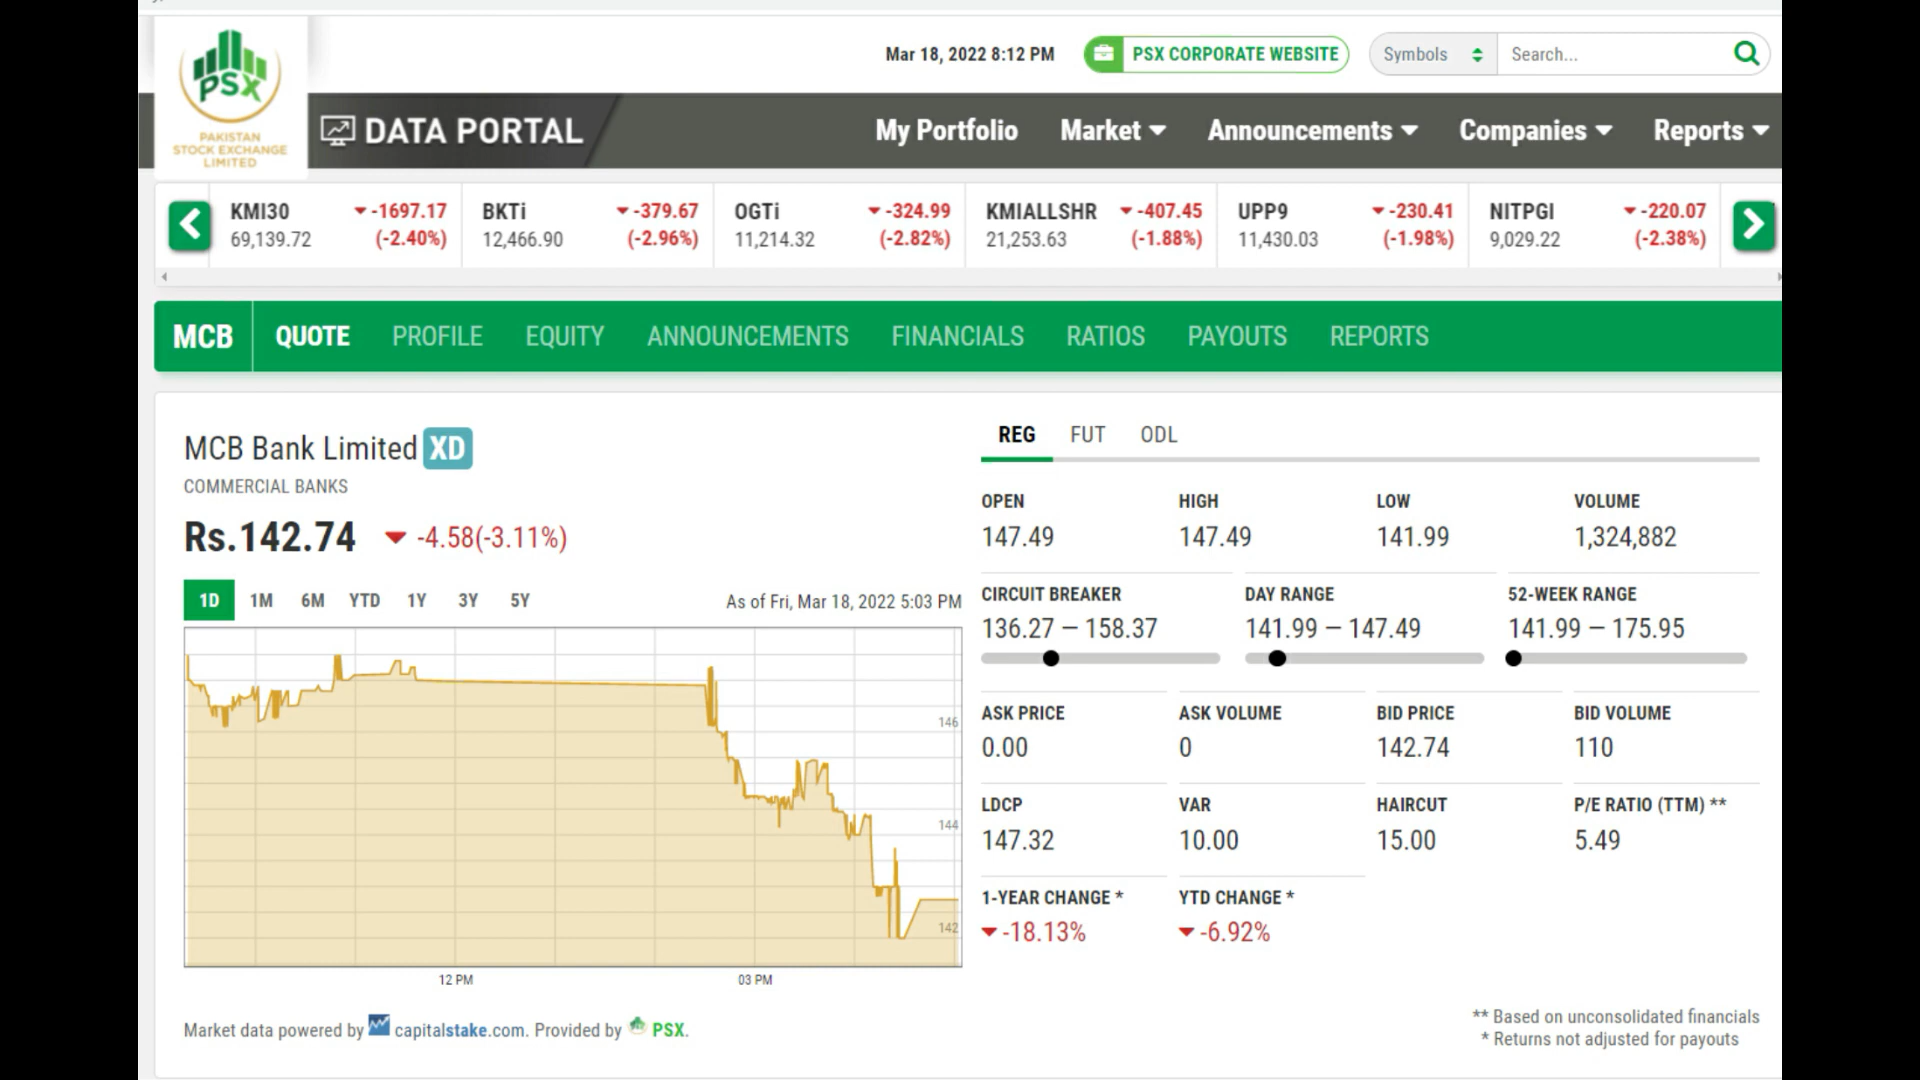 Mar 18, 2022 8:12 PM
PSX CORPORATE WEBSITE
Symbols
Search...
PSX
PAKISTAN
STOCK EXCHANGE
LIMITED
DATA PORTAL
My Portfolio
Market
Announcements
Companies
Reports
KMI30 -1697.17
69,139.72 (-2.40%)
BKTi -379.67
12,466.90 (-2.96%)
OGTi -324.99
11,214.32 (-2.82%)
KMIALLSHR -407.45
21,253.63 (-1.88%)
UPP9 -230.41
11,430.03 (-1.98%)
NITPGI -220.07
9,029.22 (-2.38%)
MCB QUOTE PROFILE EQUITY ANNOUNCEMENTS FINANCIALS RATIOS PAYOUTS REPORTS
MCB Bank Limited XD
COMMERCIAL BANKS
Rs.142.74 -4.58(-3.11%)
1D 1M 6M YTD 1Y 3Y 5Y
As of Fri, Mar 18, 2022 5:03 PM
146
144
142
12 PM 03 PM
Market data powered by capitalstake.com. Provided by PSX.
REG FUT ODL
OPEN HIGH LOW VOLUME
147.49 147.49 141.99 1,324,882
CIRCUIT BREAKER DAY RANGE 52-WEEK RANGE
136.27 — 158.37 141.99 — 147.49 141.99 — 175.95
ASK PRICE ASK VOLUME BID PRICE BID VOLUME
0.00 0 142.74 110
LDCP VAR HAIRCUT P/E RATIO (TTM) **
147.32 10.00 15.00 5.49
1-YEAR CHANGE * YTD CHANGE *
-18.13% -6.92%
** Based on unconsolidated financials
* Returns not adjusted for payouts